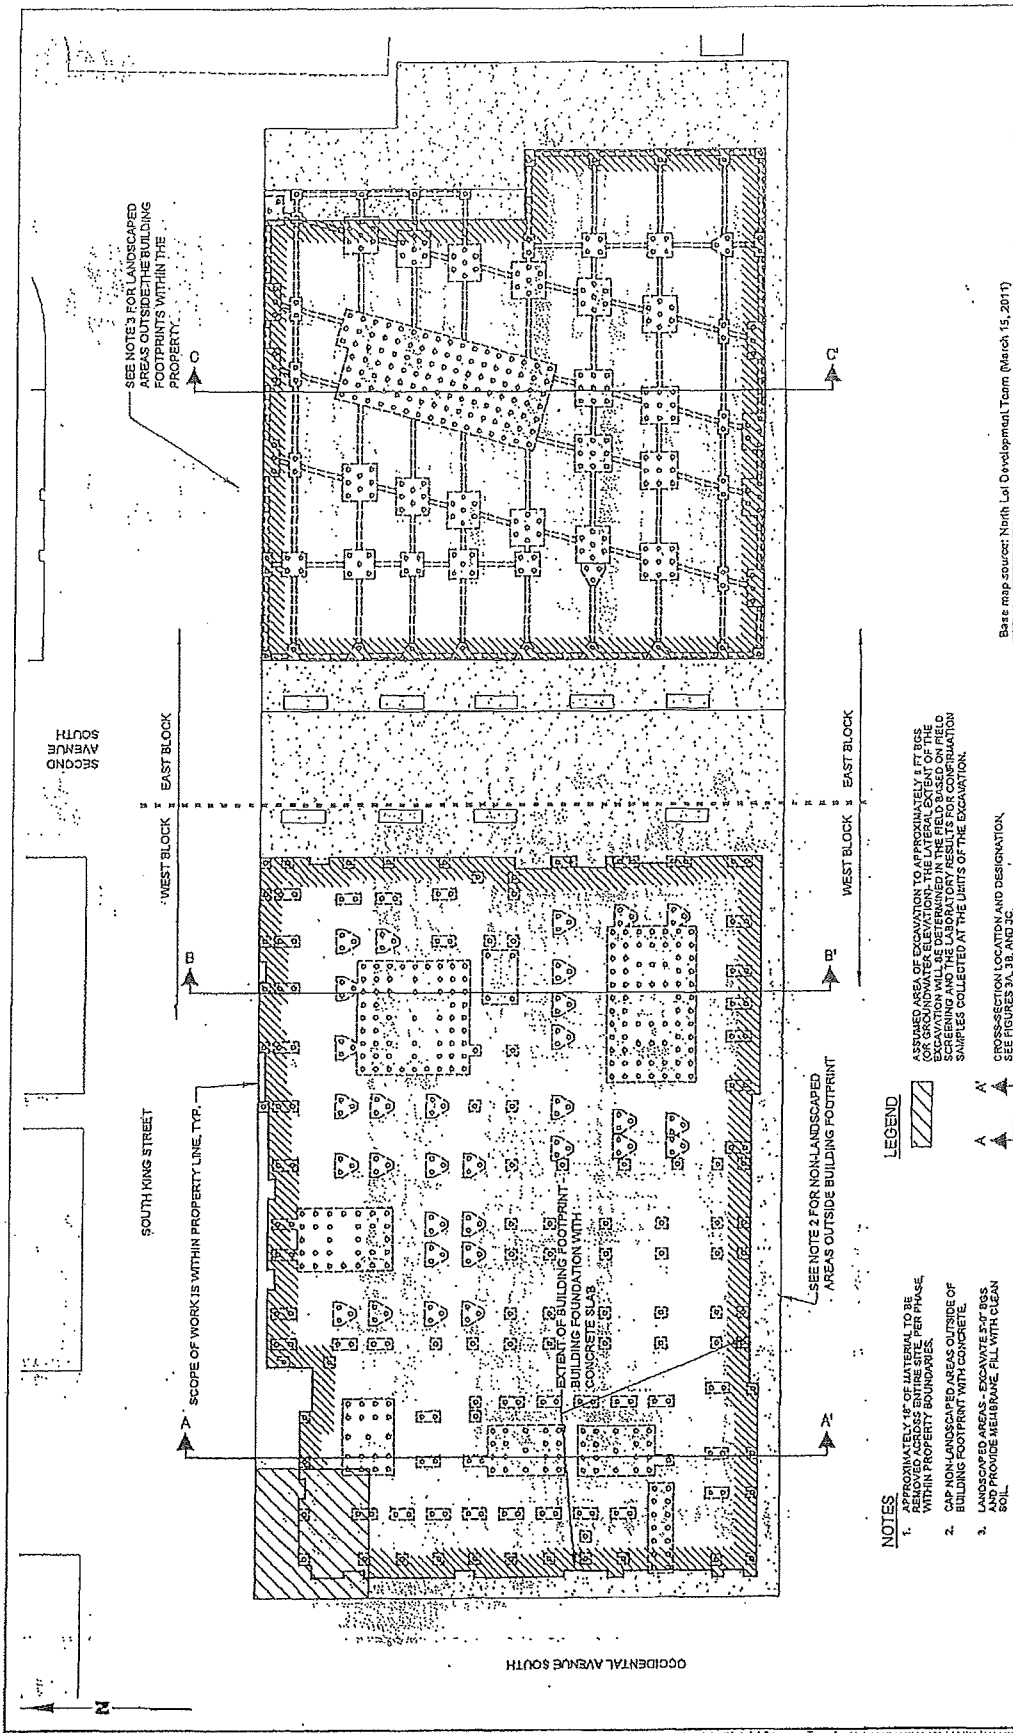 SEE NOTE 3 FOR LANDSCAPED
AREAS OUTSIDE THE BUILDING
FOOTPRINTS WITHIN THE
PROPERTY.
C
C'
SECOND
AVENUE
SOUTH
WEST BLOCK
EAST BLOCK
WEST BLOCK
EAST BLOCK
B
B'
SOUTH KING STREET
SCOPE OF WORK IS WITHIN PROPERTY LINE, TYP.
EXTENT OF BUILDING FOOTPRINT -
BUILDING FOUNDATION WITH
CONCRETE SLAB
SEE NOTE 2 FOR NON-LANDSCAPED
AREAS OUTSIDE BUILDING FOOTPRINT
A
A'
OCCIDENTAL AVENUE SOUTH
N
NOTES
1. APPROXIMATELY 18" OF MATERIAL TO BE
REMOVED ACROSS ENTIRE SITE, PER PHASE,
WITHIN PROPERTY BOUNDARIES.
2. CAP NON-LANDSCAPED AREAS OUTSIDE OF
BUILDING FOOTPRINT WITH CONCRETE.
3. LANDSCAPED AREAS - EXCAVATE 5'-0" BGS
AND PROVIDE MEMBRANE, FILL WITH CLEAN
SOIL.
LEGEND
ASSUMED AREA OF EXCAVATION TO APPROXIMATELY FT BGS
(OR GROUNDWATER ELEVATION). THE LATERAL EXTENT OF THE
EXCAVATION WILL BE DETERMINED IN THE FIELD BASED ON FIELD
SCREENING AND THE LABORATORY RESULTS FOR CONFIRMATION
SAMPLES COLLECTED AT THE LIMITS OF THE EXCAVATION.
A A'
CROSS-SECTION LOCATION AND DESIGNATION,
SEE FIGURES 3A, 3B, AND 3C.
Base map source: North Lot Development Team (March 15, 2011)